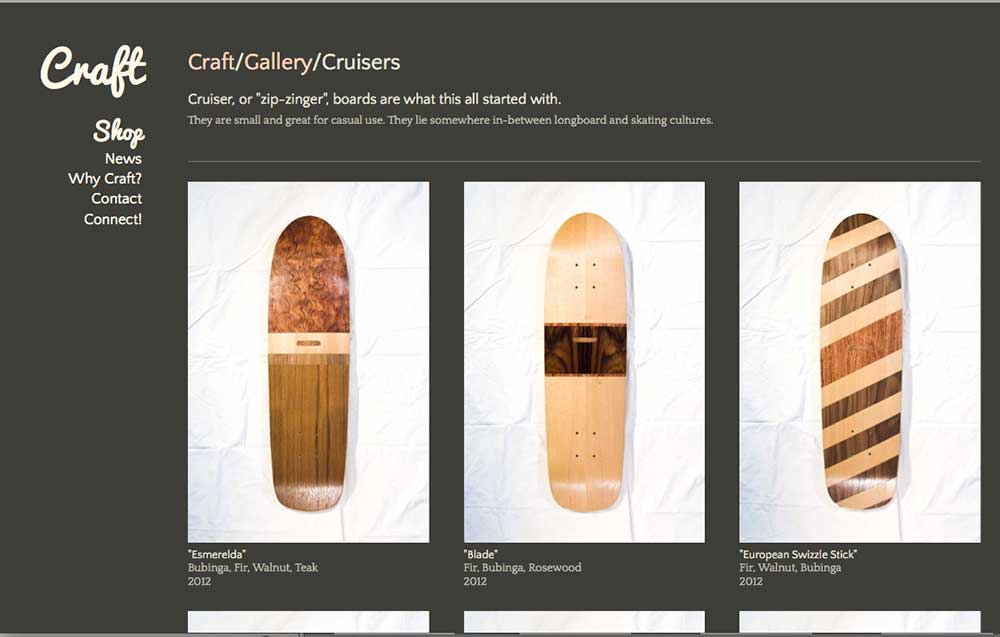 Craft
Shop
News
Why Craft?
Contact
Connect!
Craft/Gallery/Cruisers
Cruiser, or "zip-zinger", boards are what this all started with.
They are small and great for casual use. They lie somewhere in-between longboard and skating cultures.
"Esmerelda"
Bubinga, Fir, Walnut, Teak
2012
"Blade"
Fir, Bubinga, Rosewood
2012
"European Swizzle Stick"
Fir, Walnut, Bubinga
2012